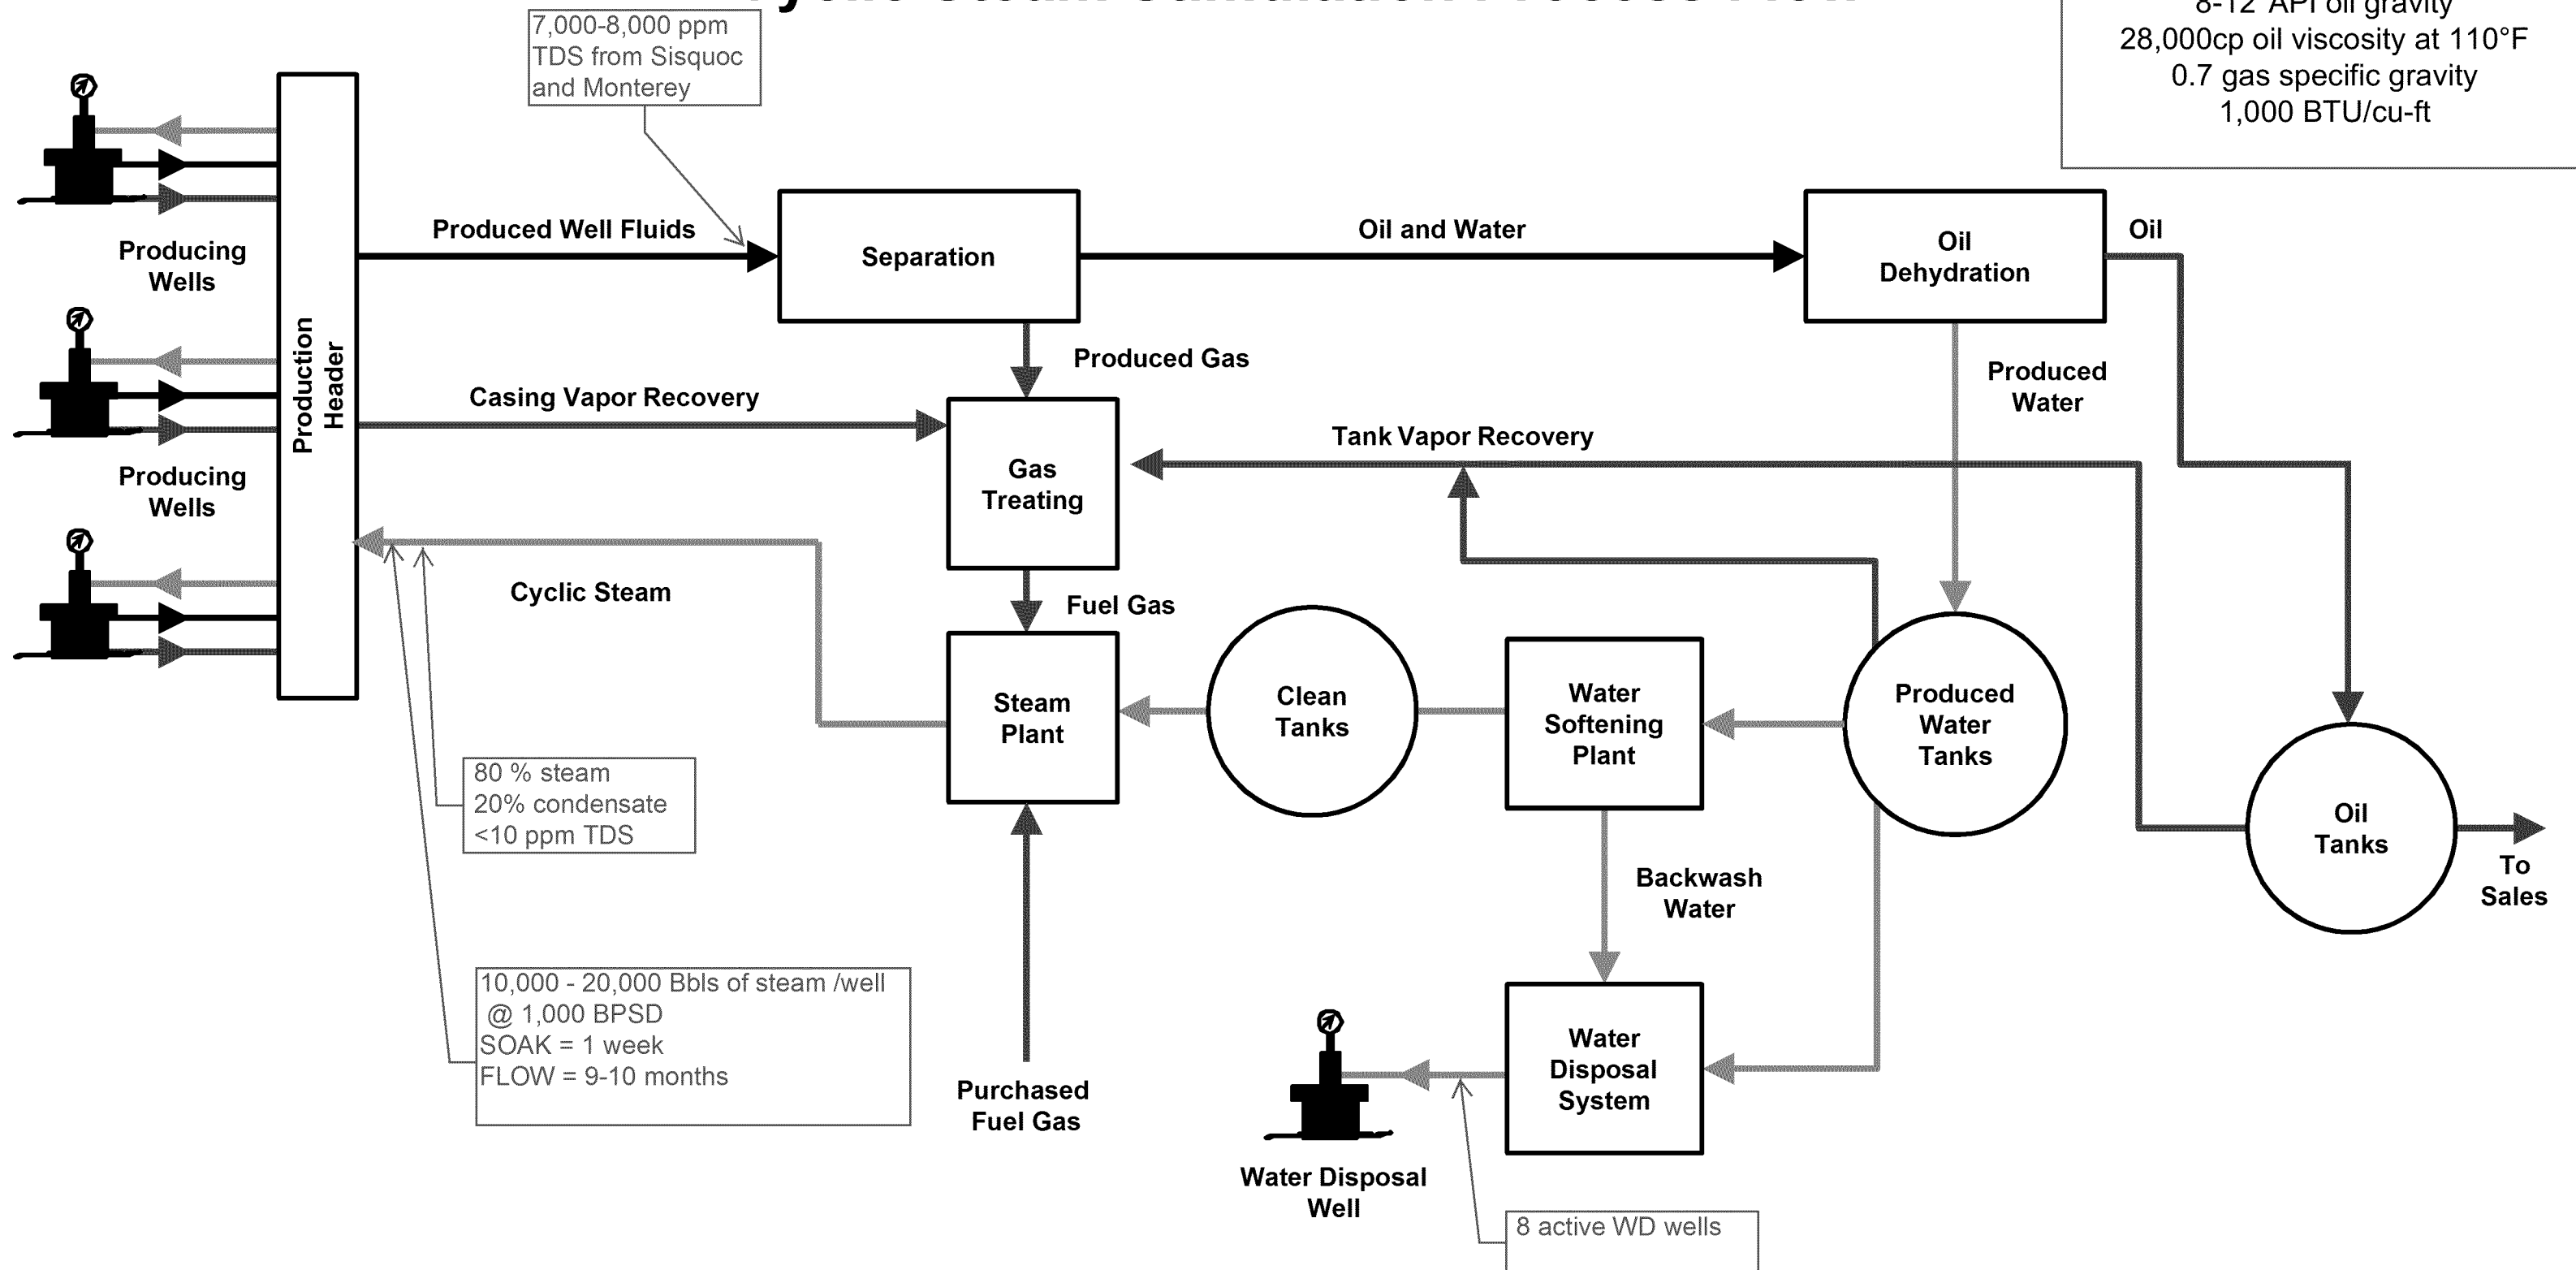 8-12 API oil gravity
28,000cp oil viscosity at 110°F
0.7 gas specific gravity
1,000 BTU/cu-ft
7,000-8,000 ppm
TDS from Sisquoc
and Monterey
Producing
Wells
Producing
Wells
Production
Header
Produced Well Fluids
Separation
Oil and Water
Oil
Dehydration
Oil
Produced Gas
Produced
Water
Casing Vapor Recovery
Tank Vapor Recovery
Gas
Treating
Cyclic Steam
Fuel Gas
Steam
Plant
Clean
Tanks
Water
Softening
Plant
Produced
Water
Tanks
Oil
Tanks
To
Sales
80 % steam
20% condensate
<10 ppm TDS
Backwash
Water
10,000 - 20,000 Bbls of steam /well
@ 1,000 BPSD
SOAK = 1 week
FLOW = 9-10 months
Purchased
Fuel Gas
Water
Disposal
System
Water Disposal
Well
8 active WD wells